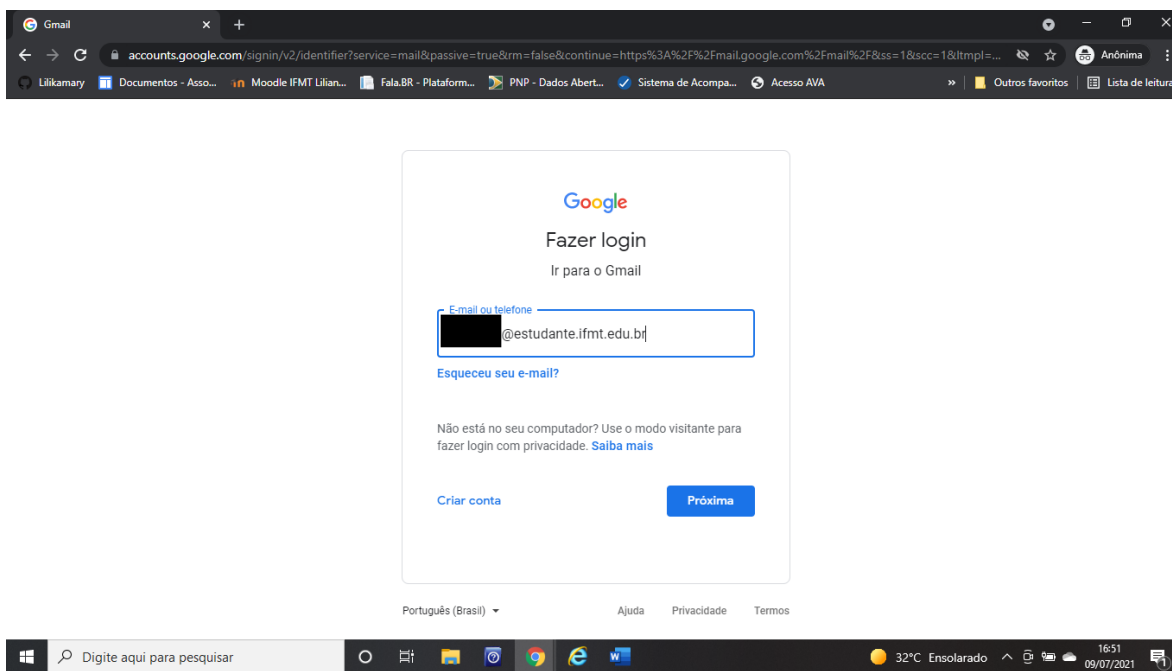 Gmail
accounts.google.com/signin/v2/identifier?service=mail&passive=true&rm=false&continue=https%3A%2F%2Fmail.google.com%2Fmail%2F&ss=1&scc=1&ltmpl=...
Anônima
Lilikamary Documentos - Asso... Moodle IFMT Lilian... Fala.BR - Plataform... PNP - Dados Abert... Sistema de Acompa... Acesso AVA » Outros favoritos Lista de leitura
Google
Fazer login
Ir para o Gmail
E-mail ou telefone
@estudante.ifmt.edu.br
Esqueceu seu e-mail?
Não está no seu computador? Use o modo visitante para
fazer login com privacidade. Saiba mais
Criar conta Próxima
Português (Brasil) Ajuda Privacidade Termos
Digite aqui para pesquisar 32°C Ensolarado 16:51
09/07/2021